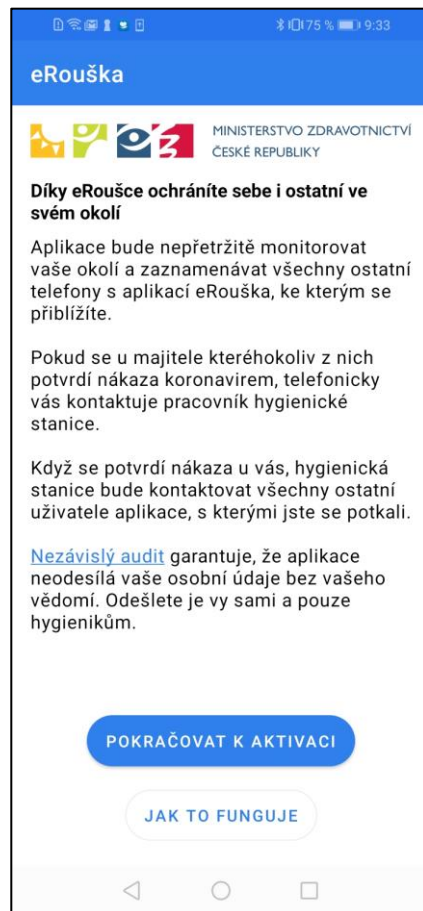 75 % 9:33
eRouška
MINISTERSTVO ZDRAVOTNICTVÍ
ČESKÉ REPUBLIKY
Díky eRoušce ochráníte sebe i ostatní ve
svém okolí
Aplikace bude nepřetržitě monitorovat
vaše okolí a zaznamenávat všechny ostatní
telefony s aplikací eRouška, ke kterým se
přiblížíte.
Pokud se u majitele kteréhokoliv z nich
potvrdí nákaza koronavirem, telefonicky
vás kontaktuje pracovník hygienické
stanice.
Když se potvrdí nákaza u vás, hygienická
stanice bude kontaktovat všechny ostatní
uživatele aplikace, s kterými jste se potkali.
Nezávislý audit garantuje, že aplikace
neodesílá vaše osobní údaje bez vašeho
vědomí. Odešlete je vy sami a pouze
hygienikům.
POKRAČOVAT K AKTIVACI
JAK TO FUNGUJE